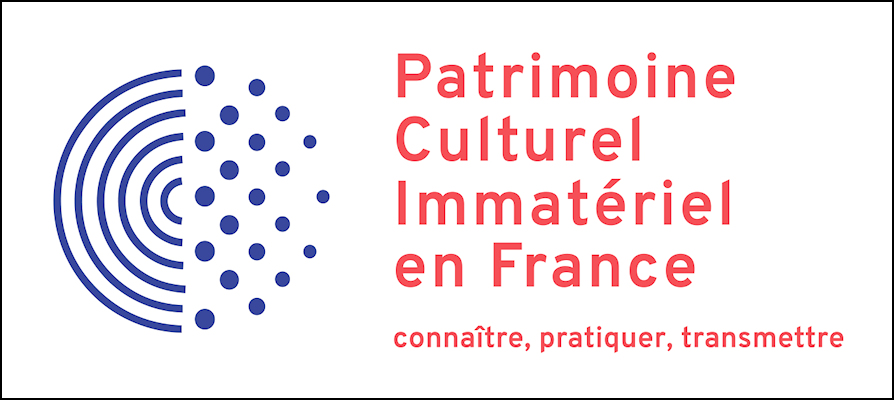 Patrimoine
Culturel
Immatériel
en France
connaître, pratiquer, transmettre